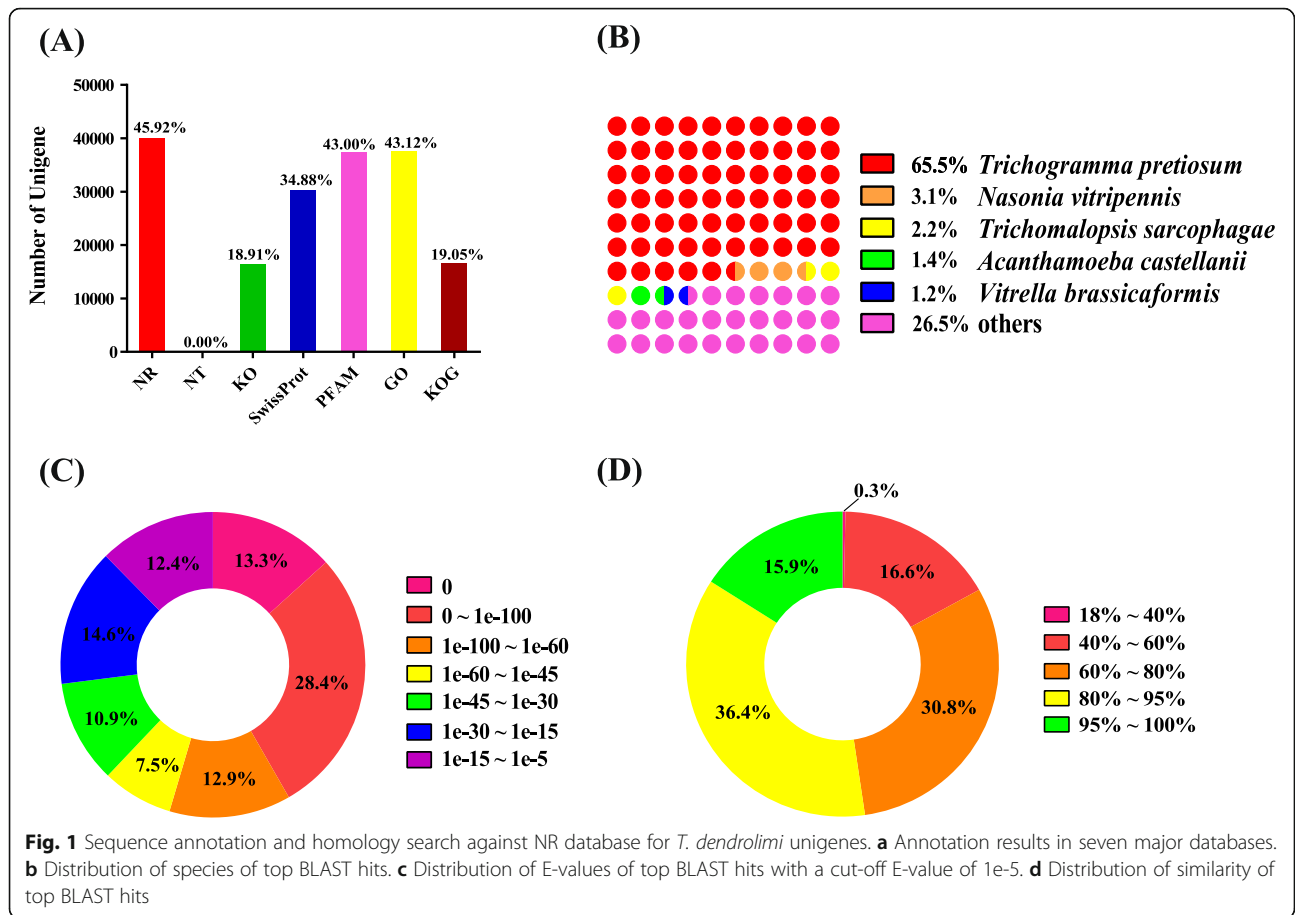 (A)
Number of Unigene
50000
40000
30000
20000
10000
0
45.92%
0.00%
18.91%
34.88%
43.00%
43.12%
19.05%
NR
NT
KO
SwissProt
PFAM
GO
KOG
(B)
65.5% Trichogramma pretiosum
3.1% Nasonia vitripennis
2.2% Trichomalopsis sarcophagae
1.4% Acanthamoeba castellanii
1.2% Vitrella brassicaformis
26.5% others
(C)
13.3%
28.4%
12.9%
7.5%
10.9%
14.6%
12.4%
0
0 ~ 1e-100
1e-100 ~ 1e-60
1e-60 ~ 1e-45
1e-45 ~ 1e-30
1e-30 ~ 1e-15
1e-15 ~ 1e-5
(D)
0.3%
16.6%
30.8%
36.4%
15.9%
18% ~ 40%
40% ~ 60%
60% ~ 80%
80% ~ 95%
95% ~ 100%
Fig. 1 Sequence annotation and homology search against NR database for T. dendrolimi unigenes. a Annotation results in seven major databases.
b Distribution of species of top BLAST hits. c Distribution of E-values of top BLAST hits with a cut-off E-value of 1e-5. d Distribution of similarity of
top BLAST hits